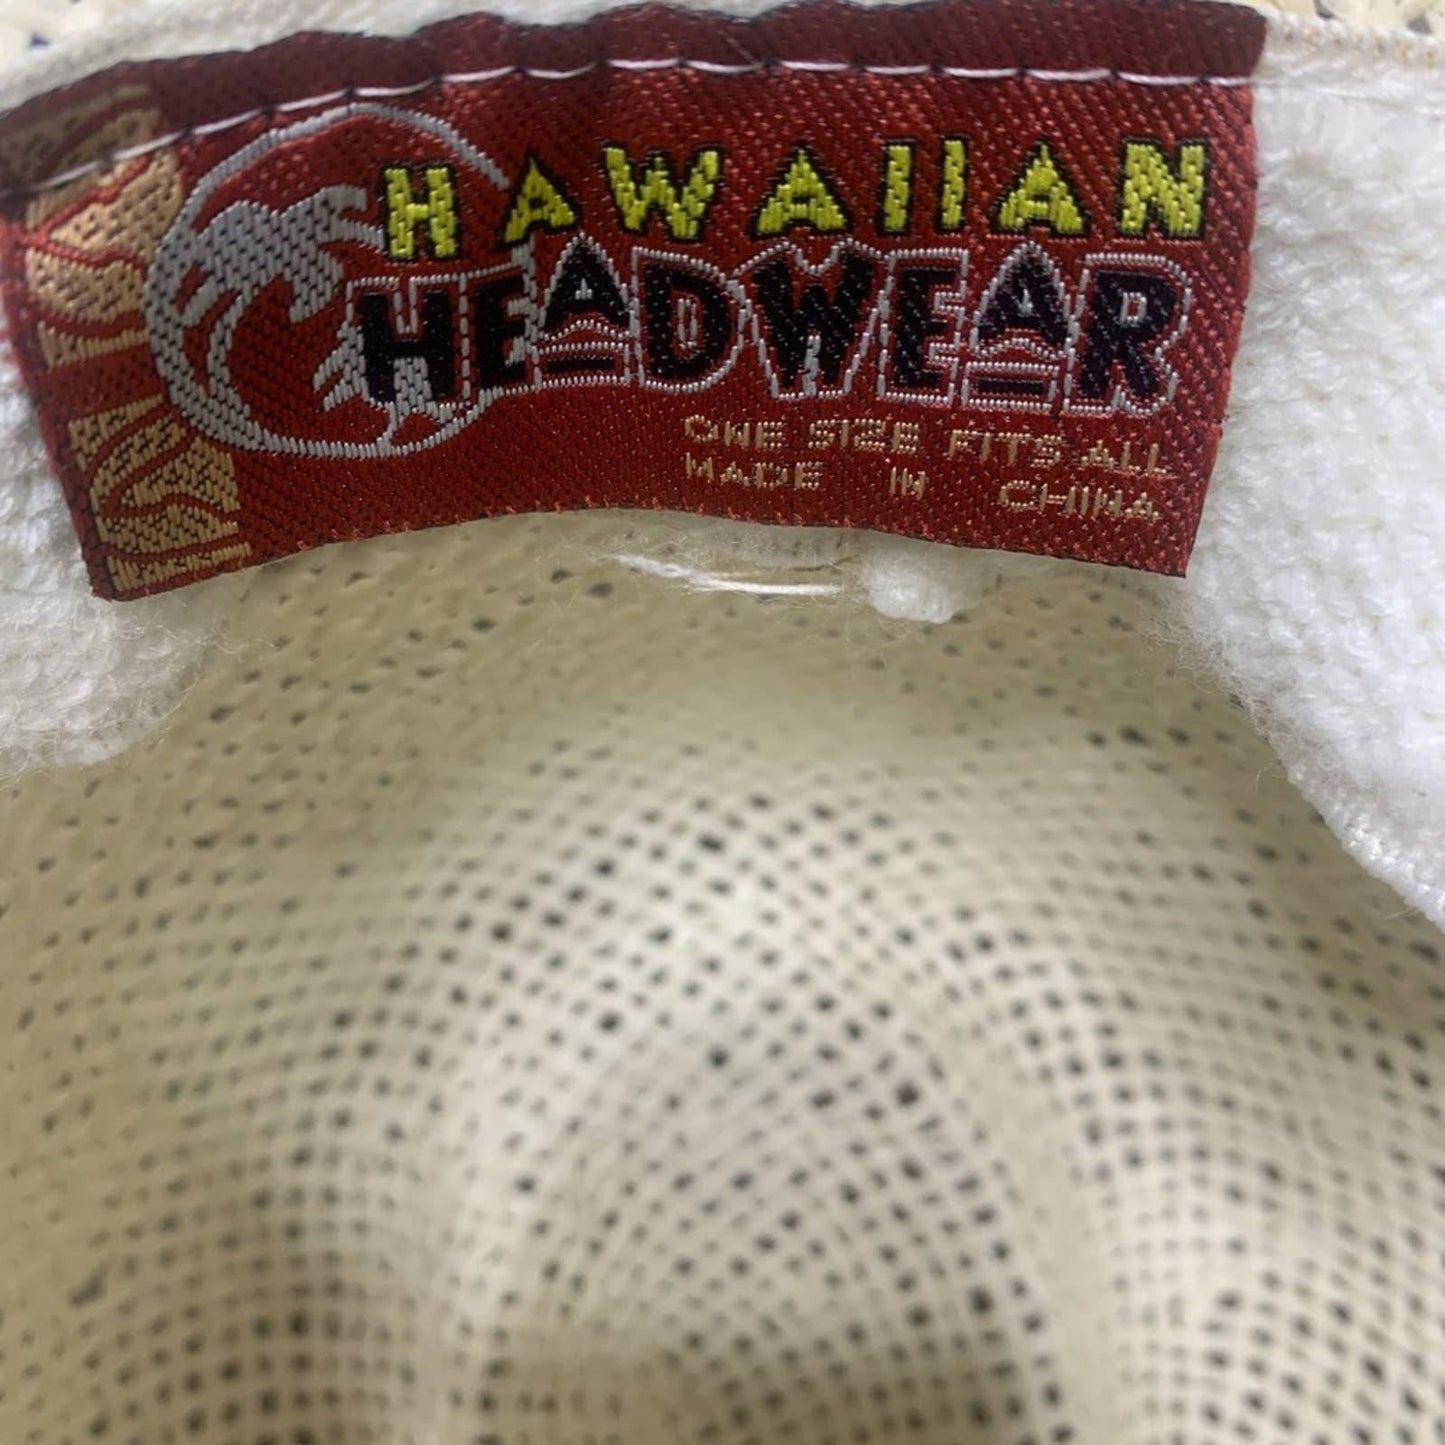 HAWAIIAN
HEADWEAR
ONE SIZE FITS ALL
MADE IN CHINA